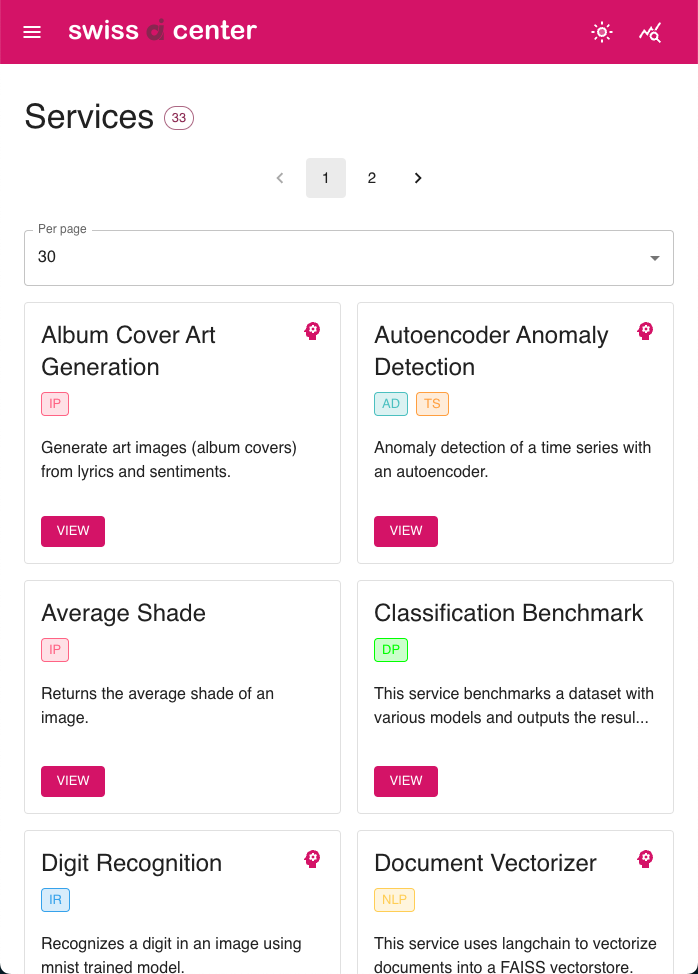 swiss ai center
Services 33
1 2
Per page
30
Album Cover Art
Generation
IP
Generate art images (album covers)
from lyrics and sentiments.
VIEW
Autoencoder Anomaly
Detection
AD TS
Anomaly detection of a time series with
an autoencoder.
VIEW
Average Shade
IP
Returns the average shade of an
image.
VIEW
Classification Benchmark
DP
This service benchmarks a dataset with
various models and outputs the resul...
VIEW
Digit Recognition
IR
Recognizes a digit in an image using
mnist trained model.
Document Vectorizer
NLP
This service uses langchain to vectorize
documents into a FAISS vectorstore.